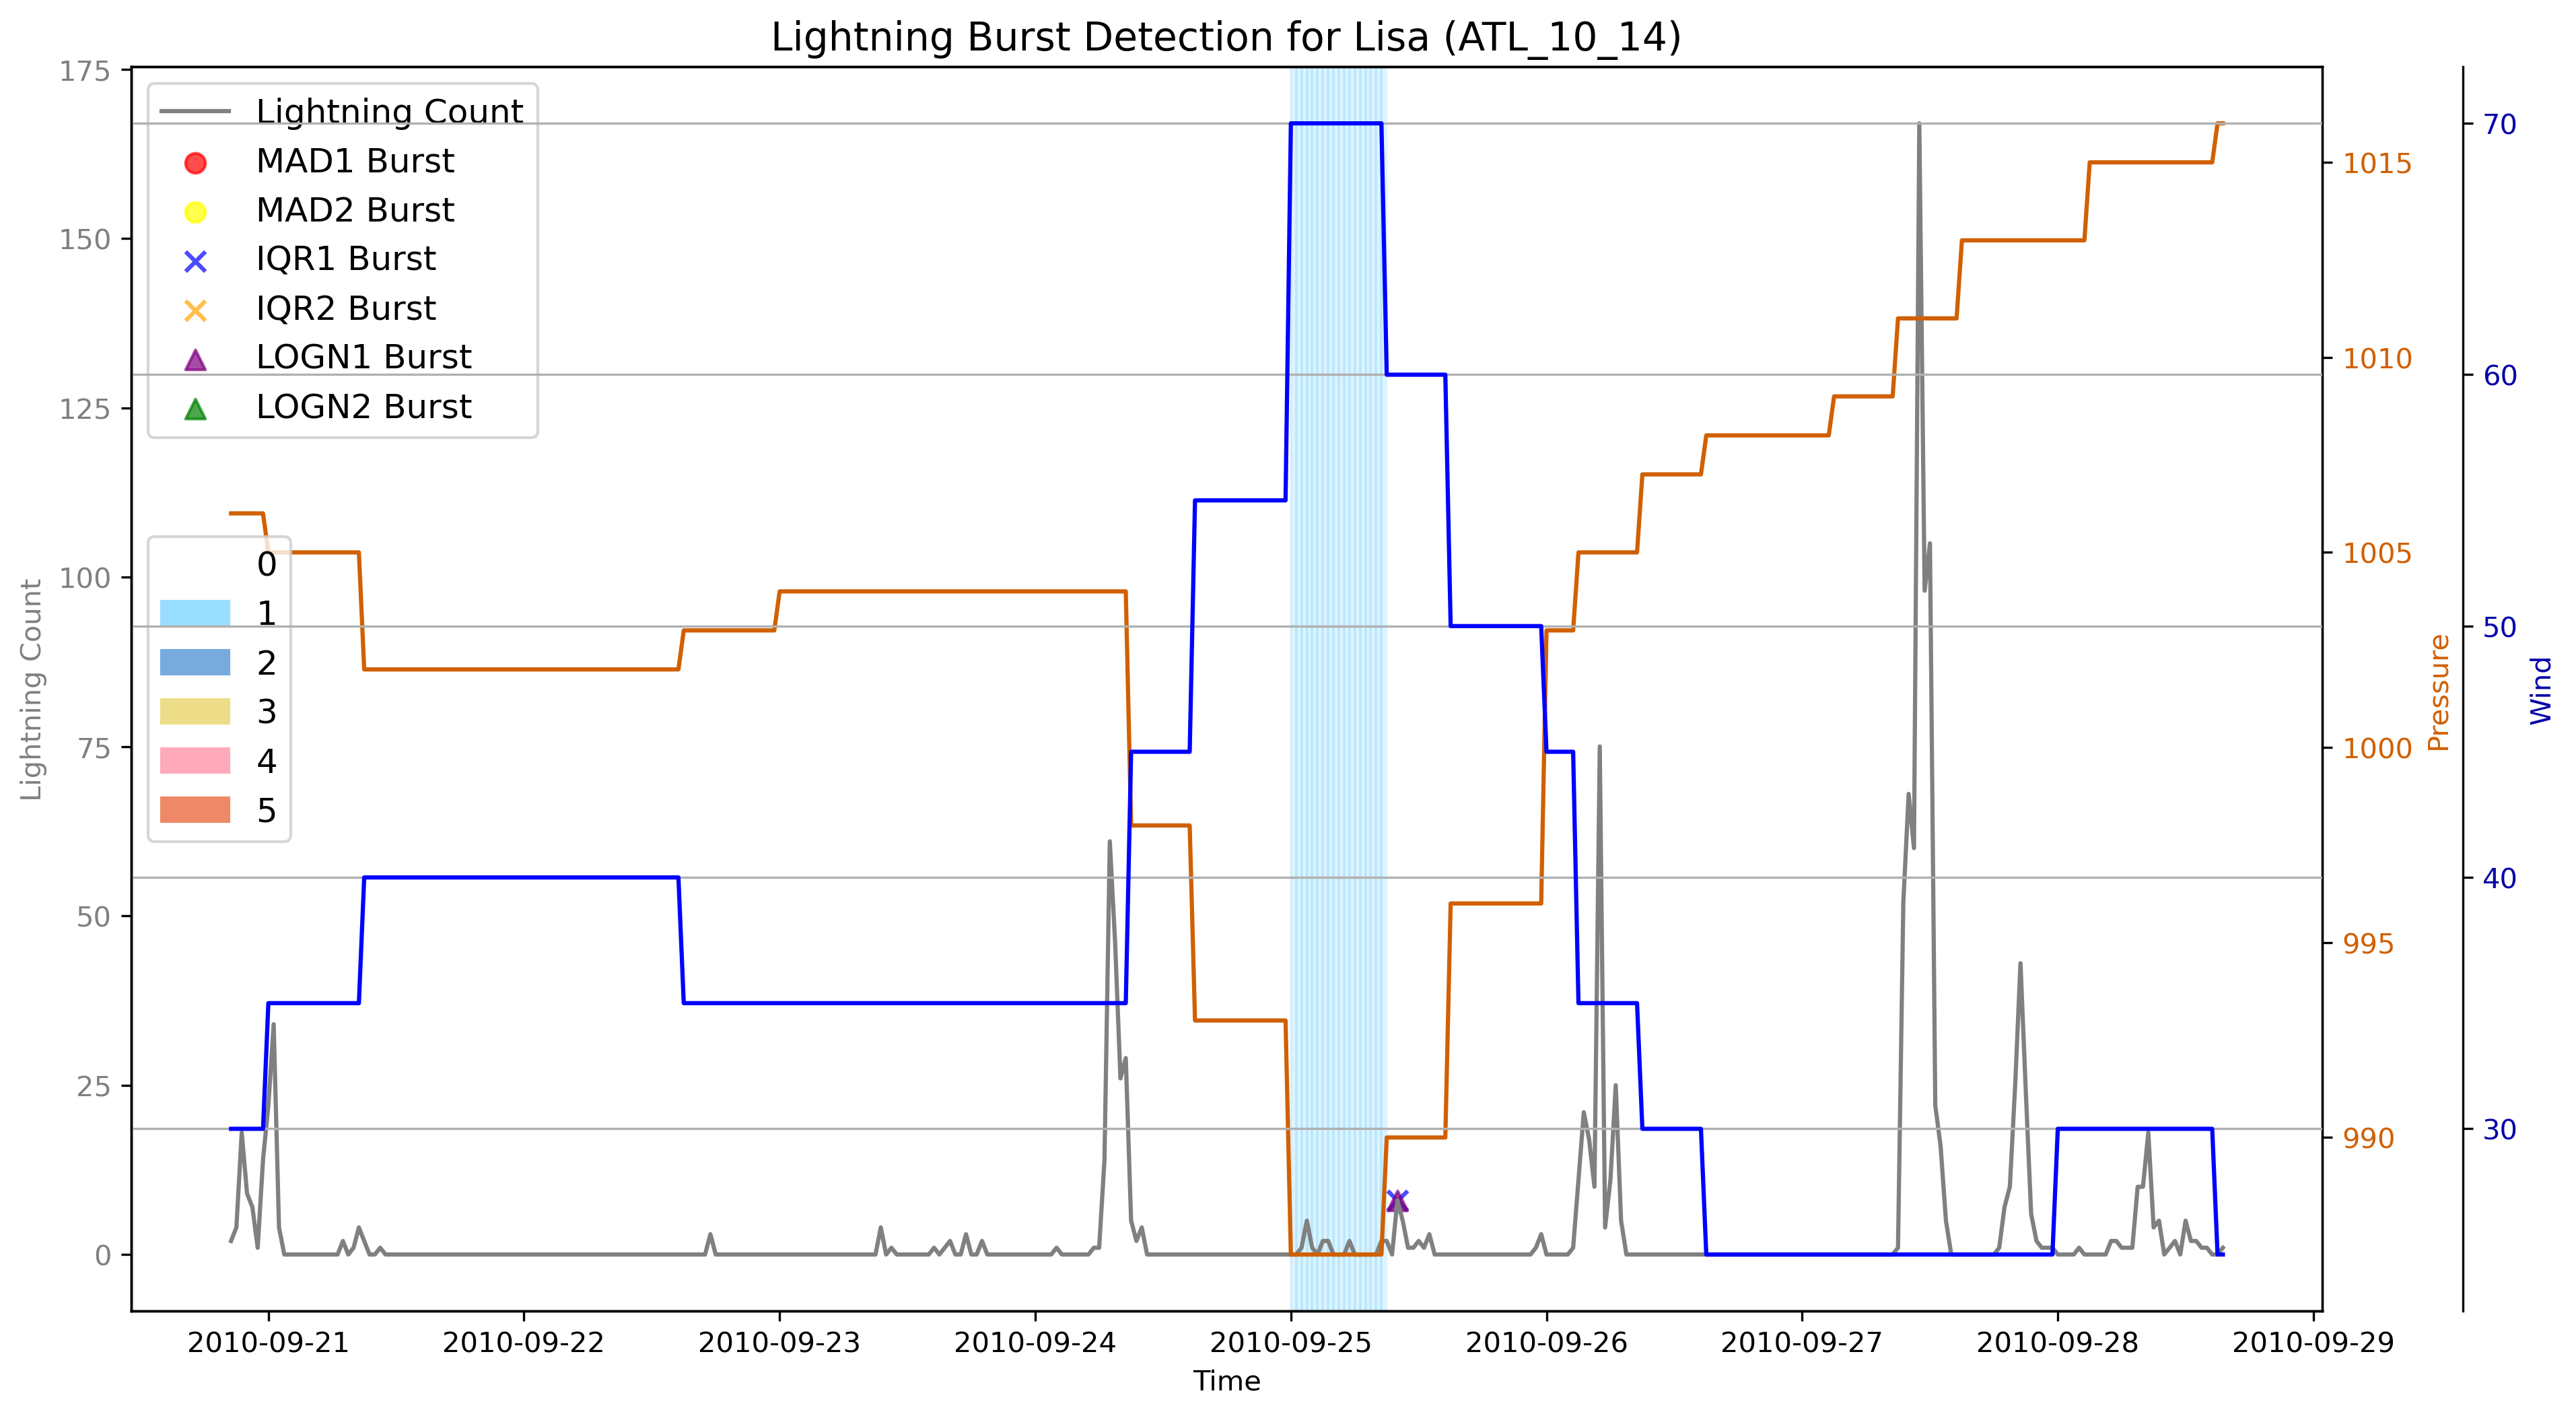 Lightning Burst Detection for Lisa (ATL_10_14)
175
150
125
100
75
50
25
0
Lightning Count
Lightning Count
MAD1 Burst
MAD2 Burst
IQR1 Burst
IQR2 Burst
LOGN1 Burst
LOGN2 Burst
0
1
2
3
4
5
1015
1010
1005
1000
995
990
Pressure
70
60
50
40
30
Wind
2010-09-21
2010-09-22
2010-09-23
2010-09-24
2010-09-25
2010-09-26
2010-09-27
2010-09-28
2010-09-29
Time